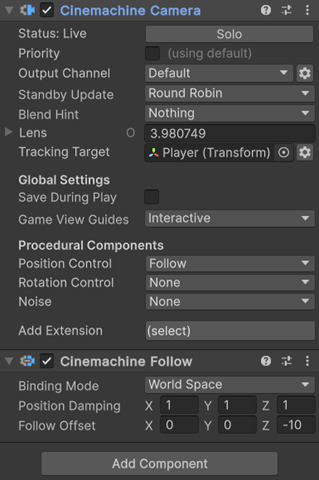 Cinemachine Camera
Status: Live Solo
Priority (using default)
Output Channel Default
Standby Update Round Robin
Blend Hint Nothing
Lens O 3.980749
Tracking Target Player (Transform)
Global Settings
Save During Play
Game View Guides Interactive
Procedural Components
Position Control Follow
Rotation Control None
Noise None
Add Extension (select)
Cinemachine Follow
Binding Mode World Space
Position Damping X 1 Y 1 Z 1
Follow Offset X 0 Y 0 Z -10
Add Component